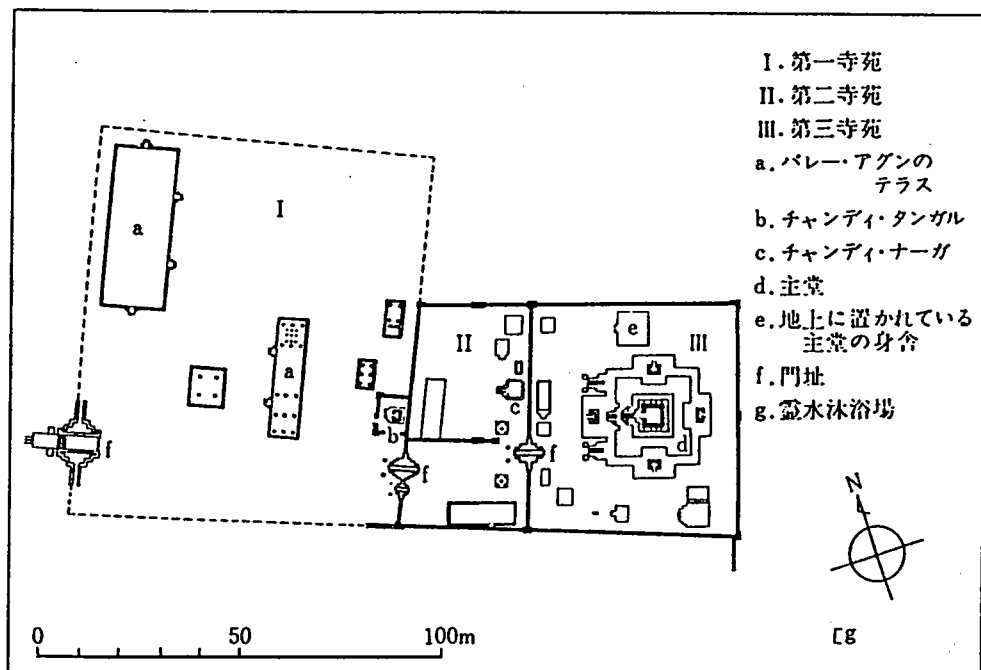 I. 第一寺苑
II. 第二寺苑
III. 第三寺苑
a. バレー・アグンの
テラス
b. チャンディ・タンガル
c. チャンディ・ナーガ
d. 主堂
e. 地上に置かれている
主堂の身舎
f. 門址
g. 霊水沐浴場
I
a
a
b
f
f
II
c
f
III
e
d
N
0 50 100m
g